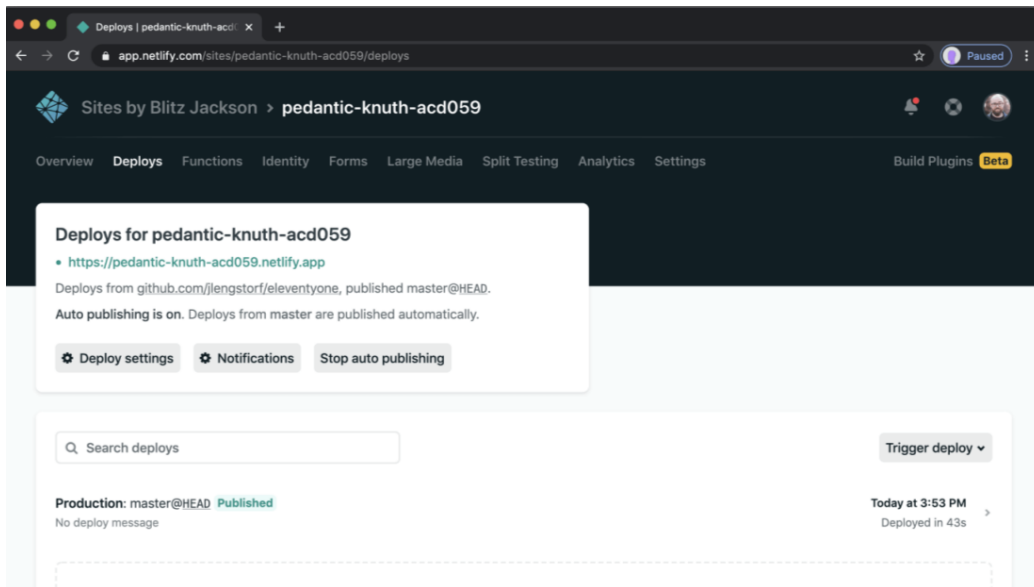 Deploys | pedantic-knuth-acd
app.netlify.com/sites/pedantic-knuth-acd059/deploys
Paused
Sites by Blitz Jackson > pedantic-knuth-acd059
Overview Deploys Functions Identity Forms Large Media Split Testing Analytics Settings Build Plugins Beta
Deploys for pedantic-knuth-acd059
• https://pedantic-knuth-acd059.netlify.app
Deploys from github.com/jlengstorf/eleventyone, published master@HEAD.
Auto publishing is on. Deploys from master are published automatically.
Deploy settings Notifications Stop auto publishing
Search deploys Trigger deploy
Production: master@HEAD Published Today at 3:53 PM
No deploy message Deployed in 43s